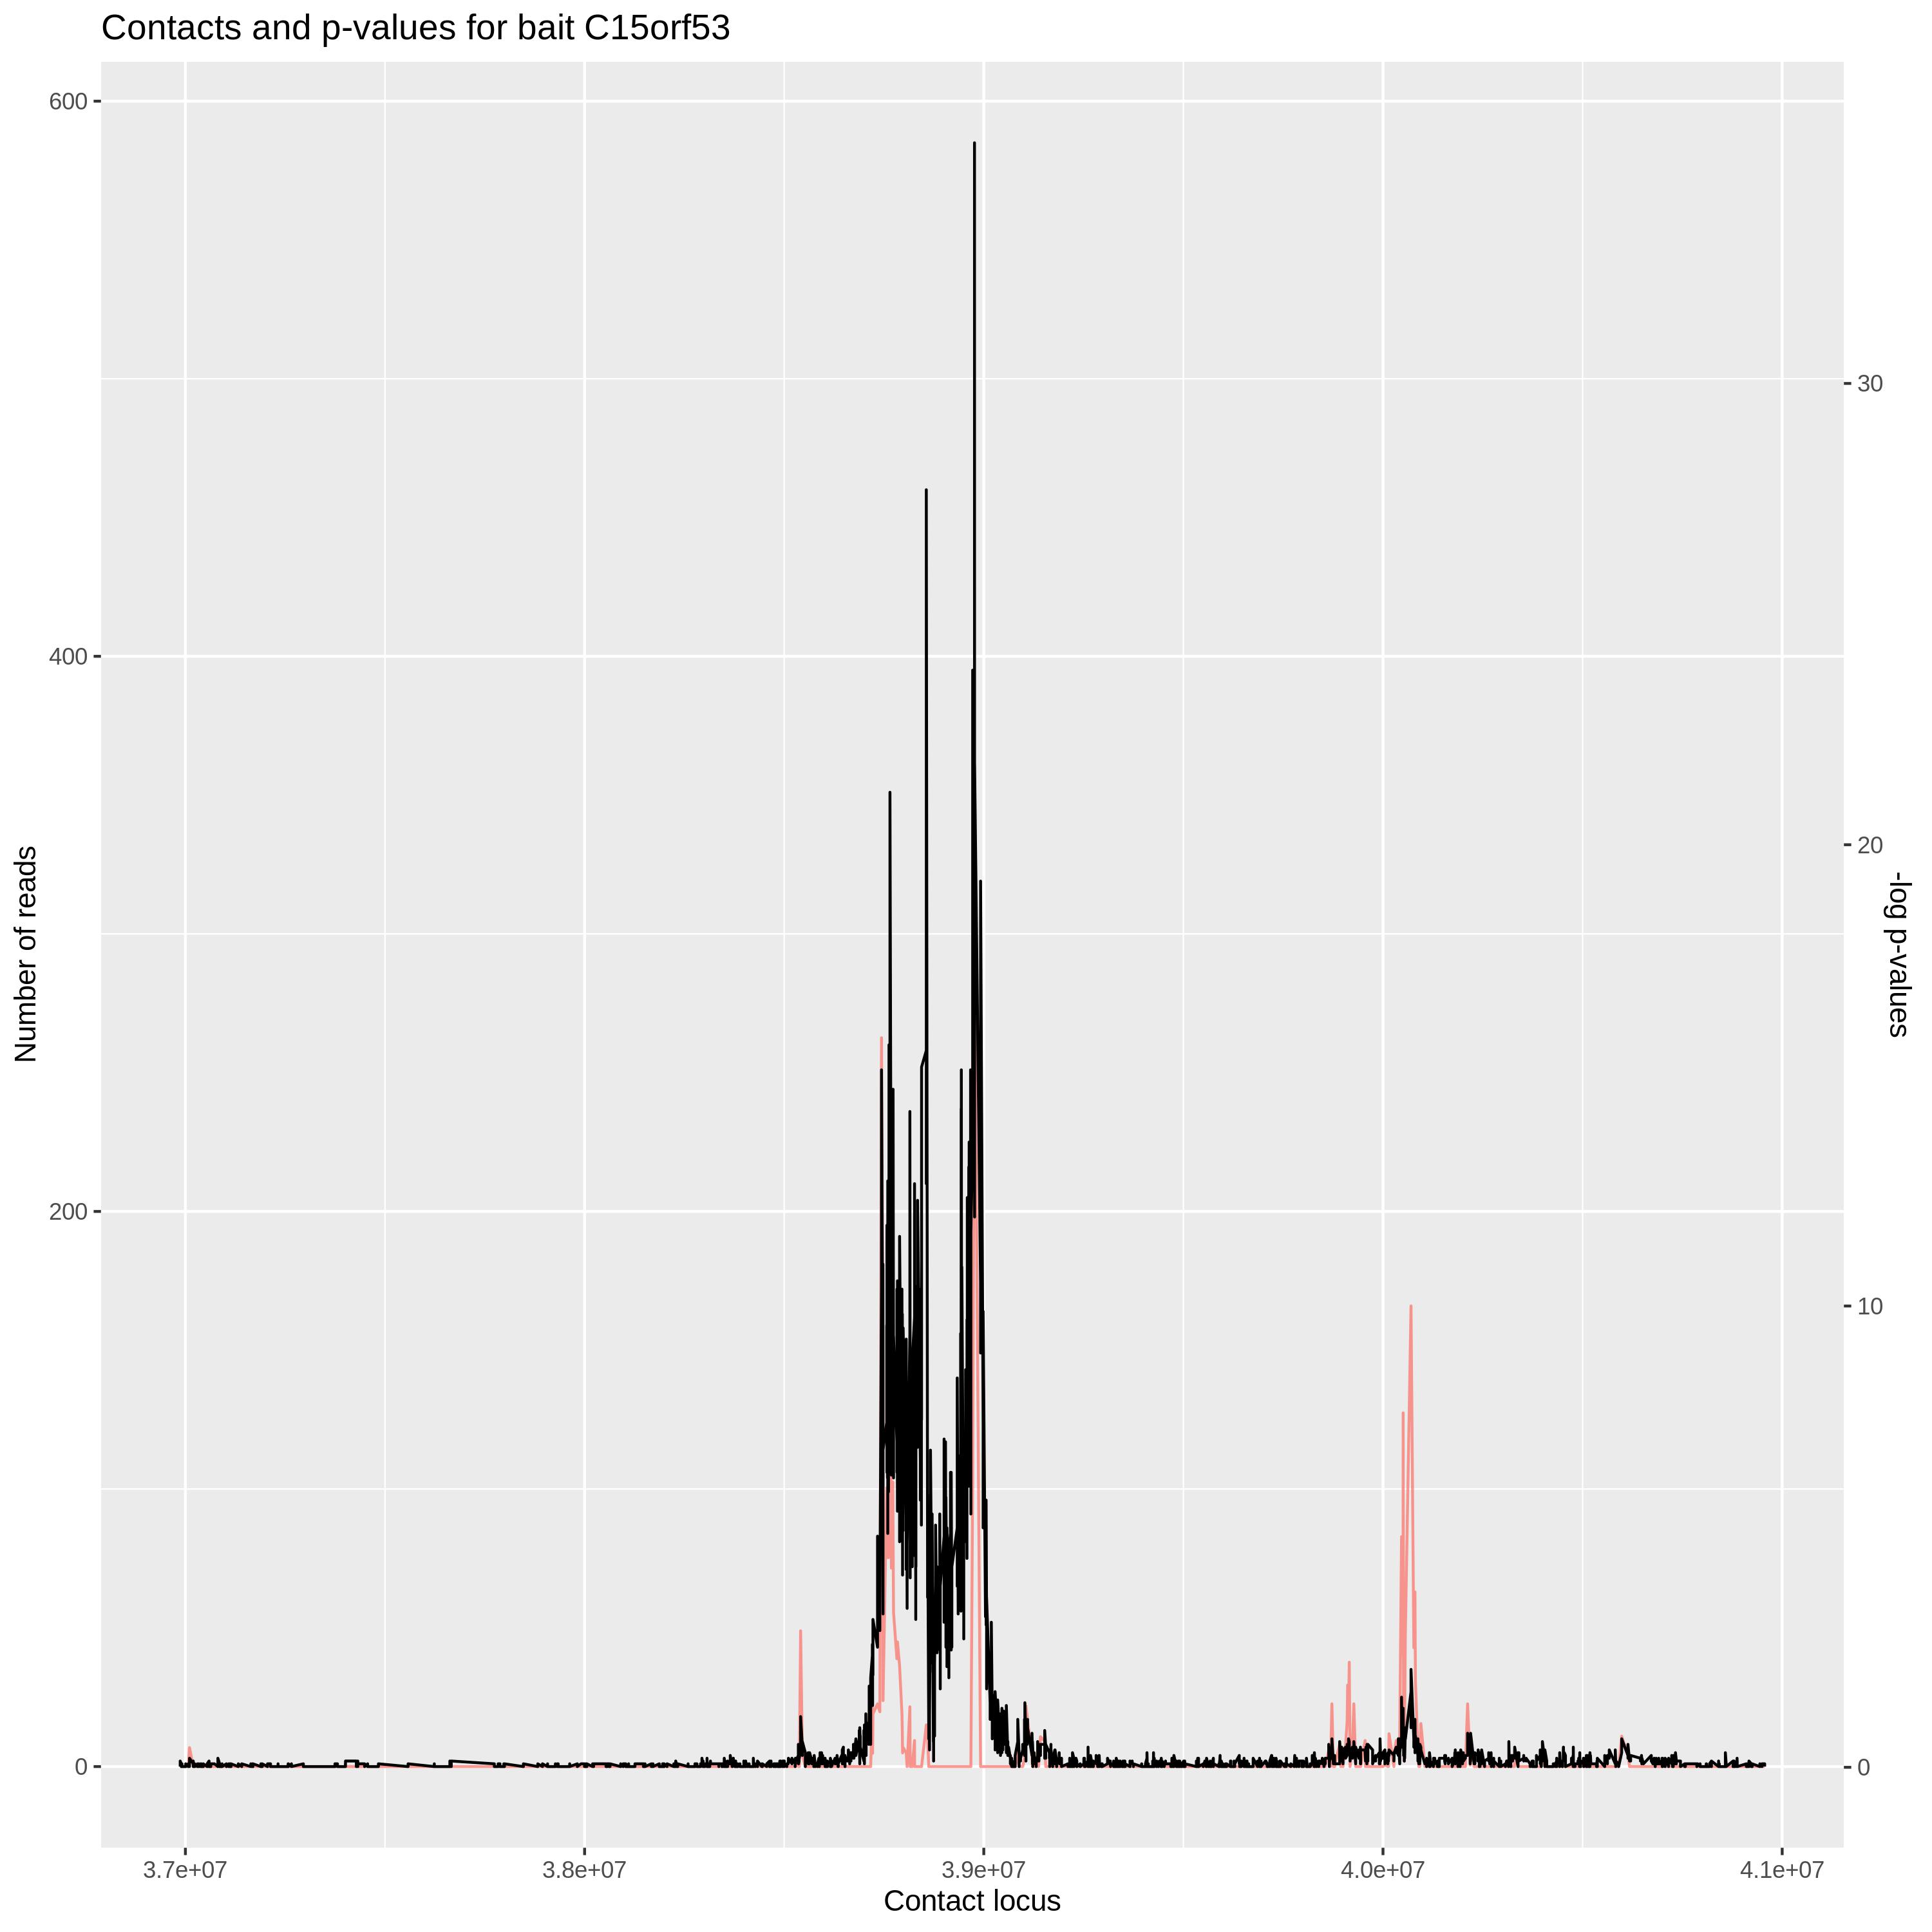 Contacts and p-values for bait C15orf53
600
400
200
0
Number of reads
30
20
10
0
-log p-values
3.7e+07
3.8e+07
3.9e+07
4.0e+07
4.1e+07
Contact locus